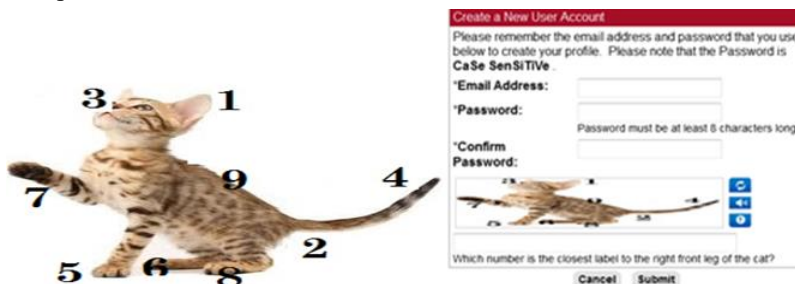 3 1
7 9 4
2
5 6 8
Create a New User Account
Please remember the email address and password that you use
below to create your profile. Please note that the Password is
CaSe SenSiTiVe .
*Email Address:
*Password:
Password must be at least 8 characters long
*Confirm
Password:
Which number is the closest label to the right front leg of the cat?
Cancel Submit